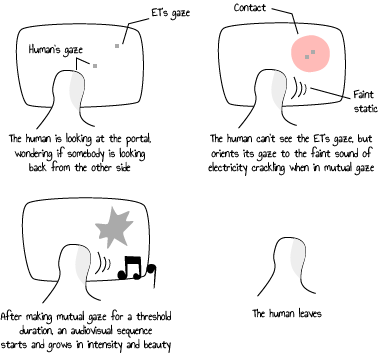 ET's gaze
Human's gaze
The human is looking at the portal,
wondering if somebody is looking
back from the other side
Contact
Faint
static
The human can't see the ET's gaze, but
orients its gaze to the faint sound of
electricity crackling when in mutual gaze
After making mutual gaze for a threshold
duration, an audiovisual sequence
starts and grows in intensity and beauty
The human leaves